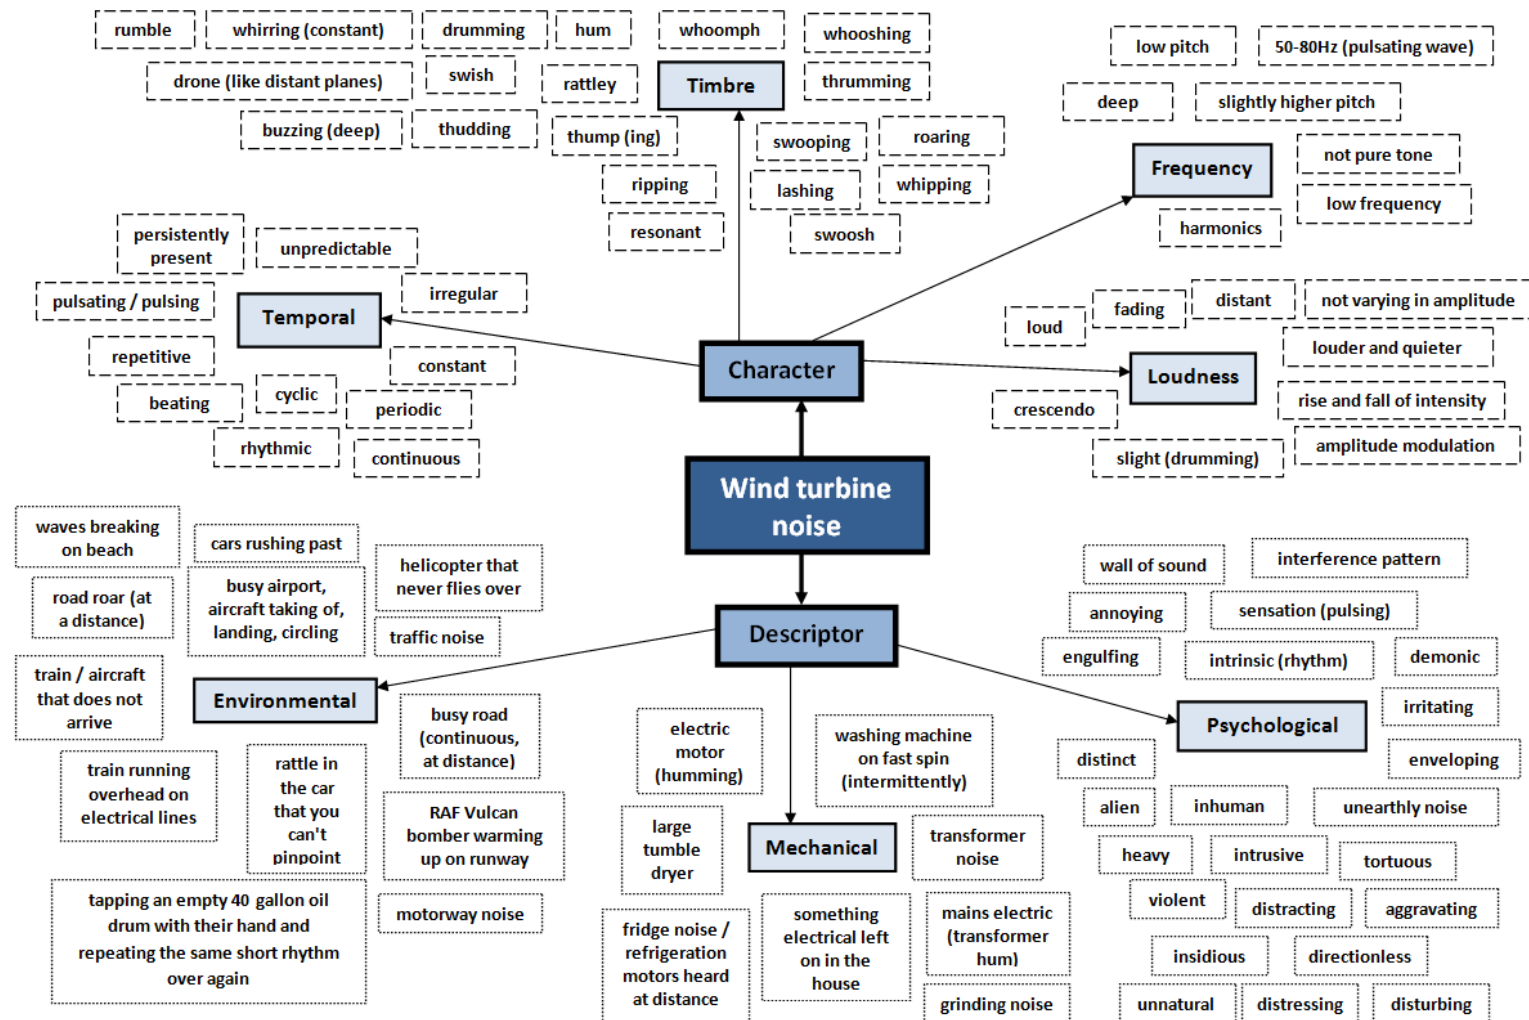 rumble
whirring (constant)
drumming
hum
whoomph
whooshing
drone (like distant planes)
swish
rattley
Timbre
thrumming
buzzing (deep)
thudding
thump (ing)
swooping
roaring
ripping
lashing
whipping
resonant
swoosh
low pitch
50-80Hz (pulsating wave)
deep
slightly higher pitch
Frequency
not pure tone
low frequency
harmonics
persistently
present
unpredictable
pulsating / pulsing
Temporal
irregular
repetitive
constant
beating
cyclic
periodic
rhythmic
continuous
Character
loud
fading
distant
not varying in amplitude
louder and quieter
Loudness
crescendo
rise and fall of intensity
slight (drumming)
amplitude modulation
Wind turbine
noise
Descriptor
waves breaking
on beach
cars rushing past
helicopter that
never flies over
road roar (at
a distance)
busy airport,
aircraft taking of,
landing, circling
traffic noise
train / aircraft
that does not
arrive
Environmental
busy road
(continuous,
at distance)
train running
overhead on
electrical lines
rattle in
the car
that you
can't
pinpoint
RAF Vulcan
bomber warming
up on runway
tapping an empty 40 gallon oil
drum with their hand and
repeating the same short rhythm
over again
motorway noise
electric
motor
(humming)
washing machine
on fast spin
(intermittently)
large
tumble
dryer
Mechanical
transformer
noise
fridge noise /
refrigeration
motors heard
at distance
something
electrical left
on in the
house
mains electric
(transformer
hum)
grinding noise
wall of sound
interference pattern
annoying
sensation (pulsing)
engulfing
intrinsic (rhythm)
demonic
irritating
Psychological
distinct
enveloping
alien
inhuman
unearthly noise
heavy
intrusive
tortuous
violent
distracting
aggravating
insidious
directionless
unnatural
distressing
disturbing